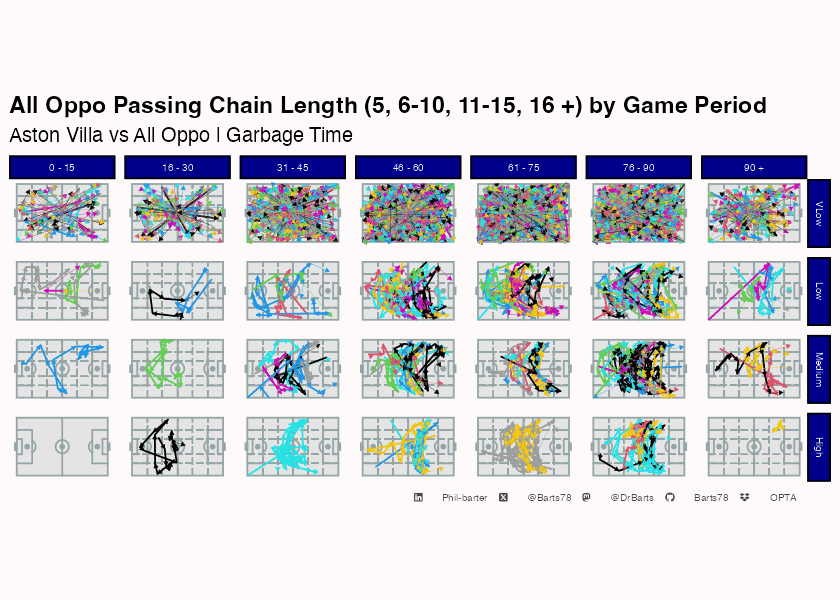 All Oppo Passing Chain Length (5, 6-10, 11-15, 16 +) by Game Period
Aston Villa vs All Oppo | Garbage Time
0 - 15
16 - 30
31 - 45
46 - 60
61 - 75
76 - 90
90 +
V.Low
Low
Medium
High
Phil-barter @Barts78 @DrBarts Barts78 OPTA